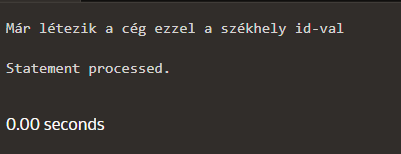 Már létezik a cég ezzel a székhely id-val
Statement processed.
0.00 seconds